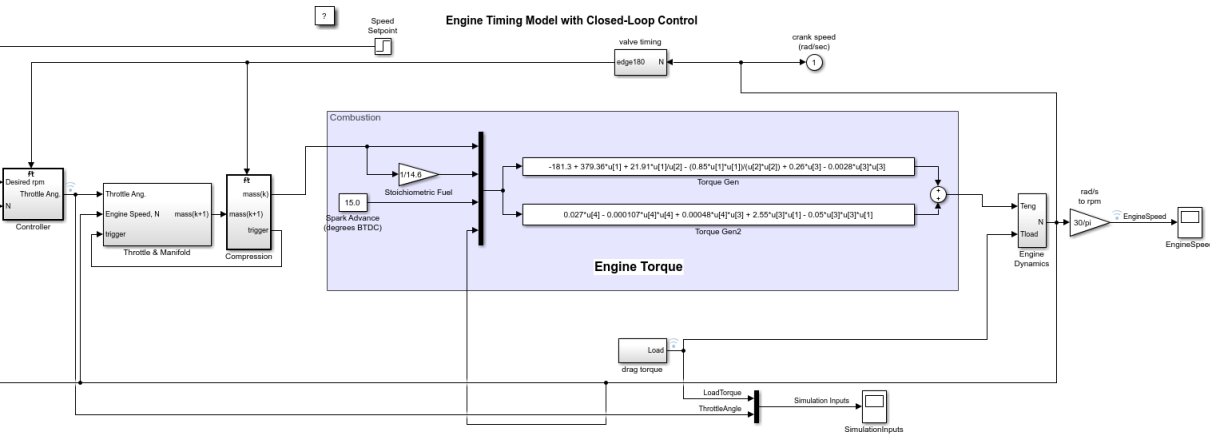 ?
Speed
Setpoint
Engine Timing Model with Closed-Loop Control
valve timing
edge180 N
crank speed
(rad/sec)
1
Combustion
Desired rpm
Throttle Ang.
N
Controller
Throttle Ang.
Engine Speed, N
mass(k+1)
trigger
Throttle & Manifold
mass(k)
mass(k+1)
trigger
Compression
1/14.6
Stoichiometric Fuel
15.0
Spark Advance
(degrees BTDC)
-181.3 + 379.36*u[1] + 21.91*u[1]/u[2] - (0.85*u[1]*u[1])/(u[2]*u[2]) + 0.26*u[3] - 0.0028*u[3]*u[3]
Torque Gen
0.027*u[4] - 0.000107*u[4]*u[4] + 0.00048*u[4]*u[3] + 2.55*u[3]*u[1] - 0.05*u[3]*u[3]*u[1]
Torque Gen2
+
+
Engine Torque
Teng
N
Tload
Engine
Dynamics
rad/s
to rpm
30/pi
EngineSpeed
EngineSpee
Load
drag torque
LoadTorque
ThrottleAngle
Simulation Inputs
SimulationInputs